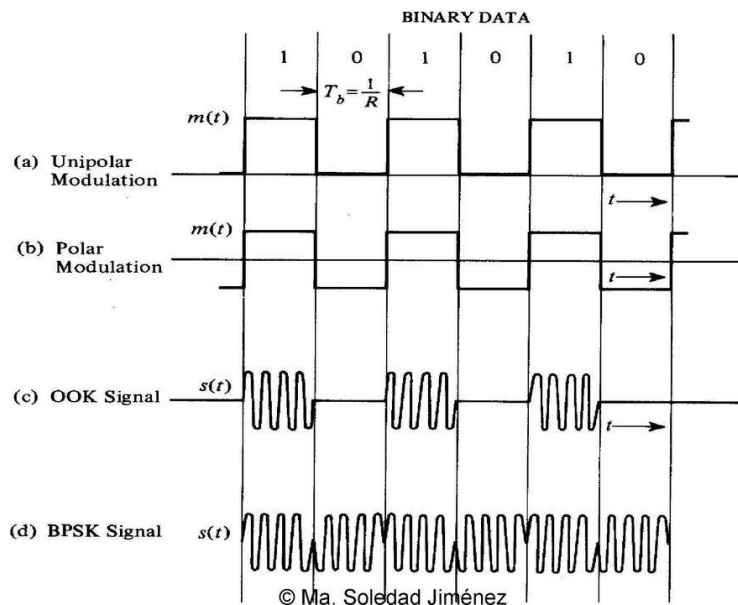 BINARY DATA
1 0 1 0 1 0
T_b = 1/R
m(t)
(a) Unipolar
Modulation
t
m(t)
(b) Polar
Modulation
t
s(t)
(c) OOK Signal
t
(d) BPSK Signal s(t)
© Ma. Soledad Jiménez